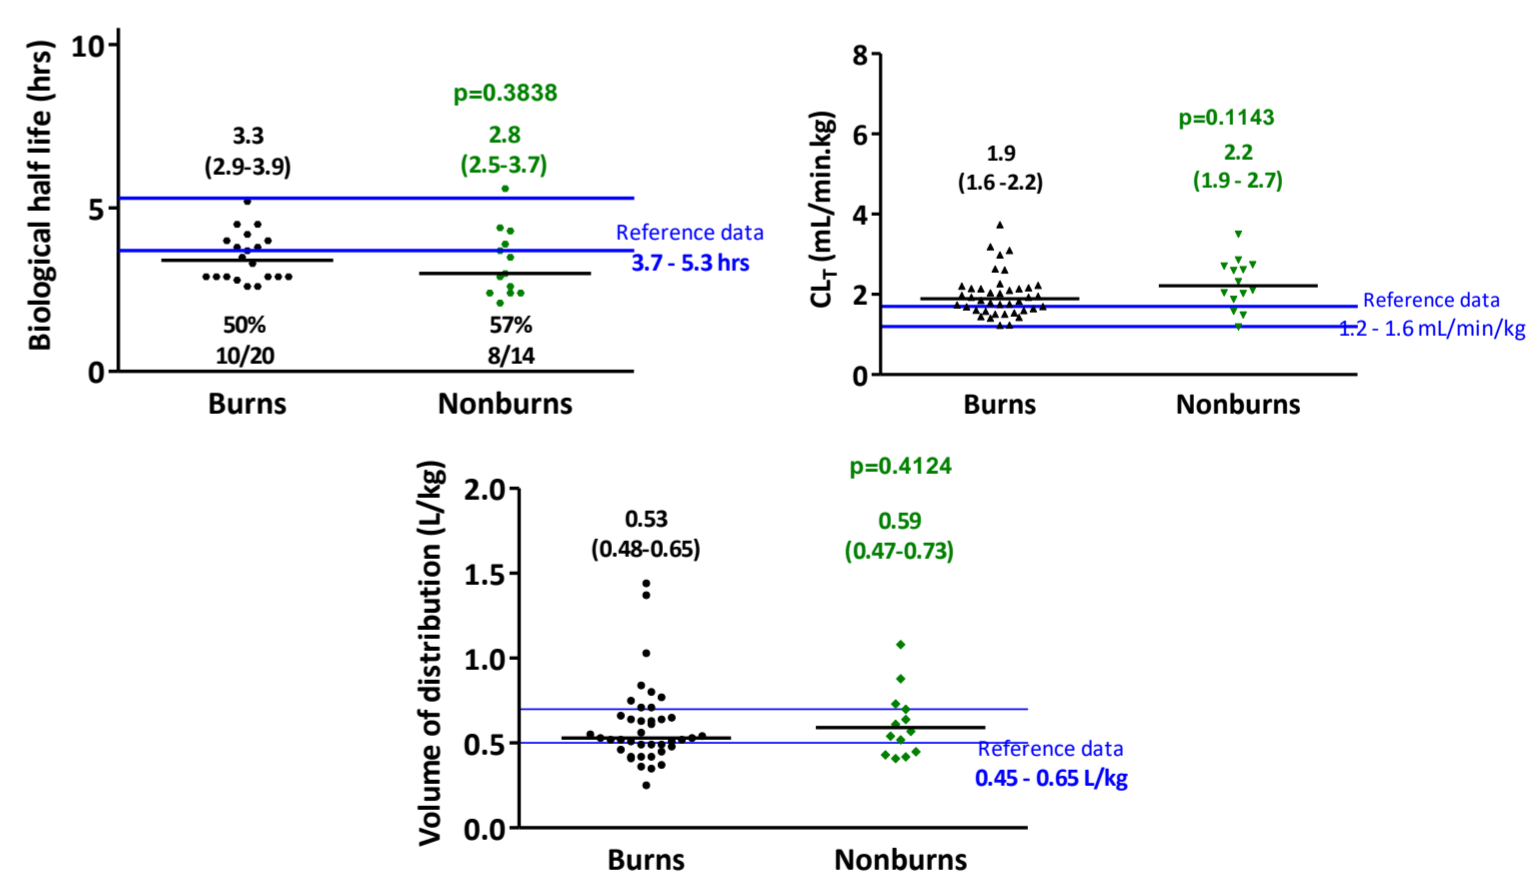 Biological half life (hrs)
10
5
0
3.3
(2.9-3.9)
p=0.3838
2.8
(2.5-3.7)
Reference data
3.7 - 5.3 hrs
50%
10/20
57%
8/14
Burns
Nonburns
CLT (mL/min.kg)
8
6
4
2
0
1.9
(1.6 -2.2)
p=0.1143
2.2
(1.9 - 2.7)
Reference data
1.2 - 1.6 mL/min/kg
Burns
Nonburns
Volume of distribution (L/kg)
2.0
1.5
1.0
0.5
0.0
0.53
(0.48-0.65)
p=0.4124
0.59
(0.47-0.73)
Reference data
0.45 - 0.65 L/kg
Burns
Nonburns